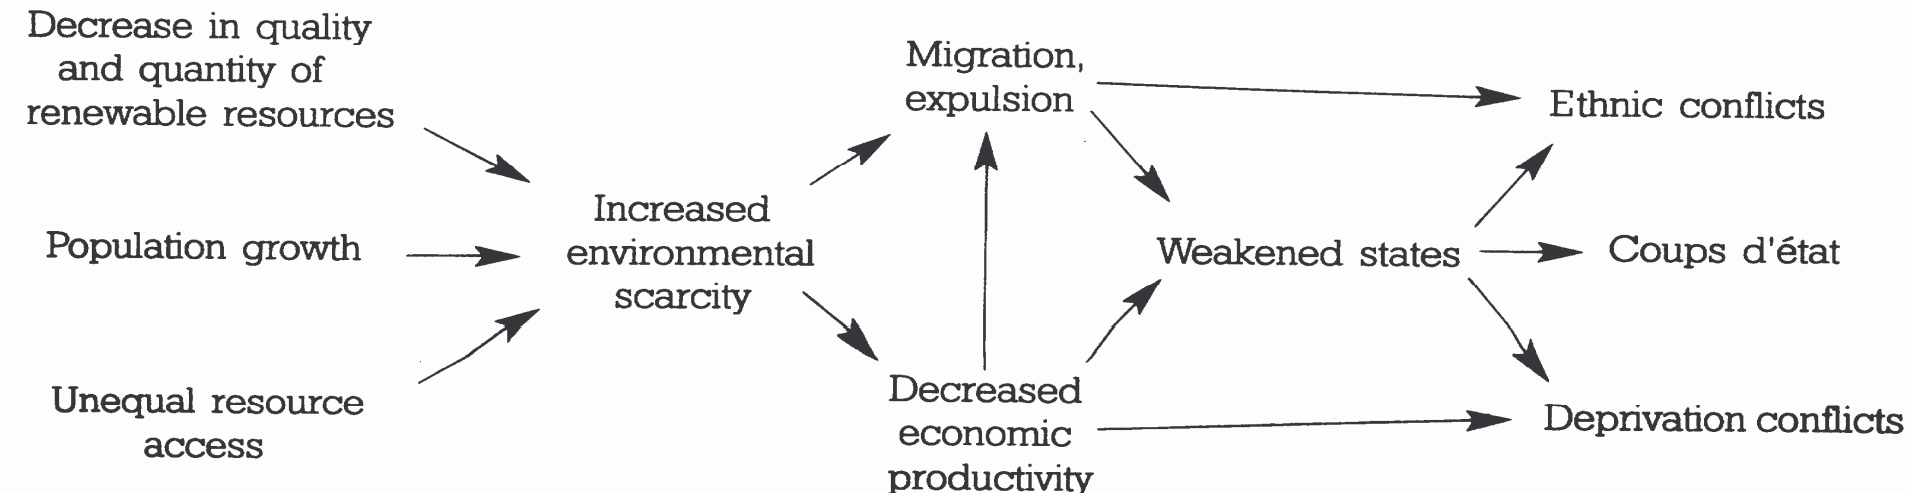 Decrease in quality
and quantity of
renewable resources
Population growth
Unequal resource
access
Increased
environmental
scarcity
Migration,
expulsion
Decreased
economic
productivity
Weakened states
Ethnic conflicts
Coups d'état
Deprivation conflicts